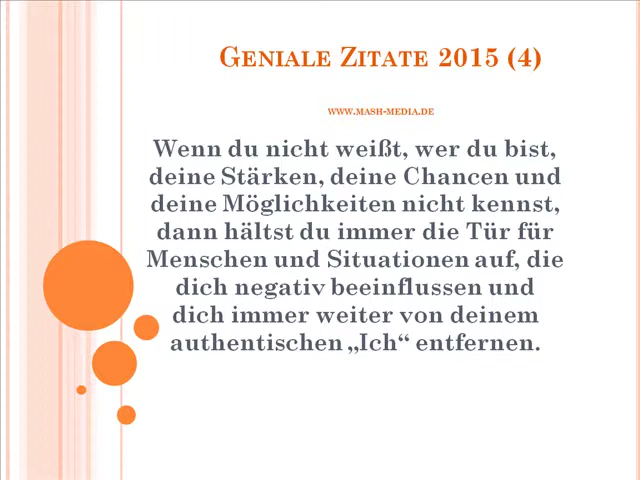 Geniale Zitate 2015 (4)
www.mash-media.de
Wenn du nicht weißt, wer du bist,
deine Stärken, deine Chancen und
deine Möglichkeiten nicht kennst,
dann hältst du immer die Tür für
Menschen und Situationen auf, die
dich negativ beeinflussen und
dich immer weiter von deinem
authentischen „Ich“ entfernen.